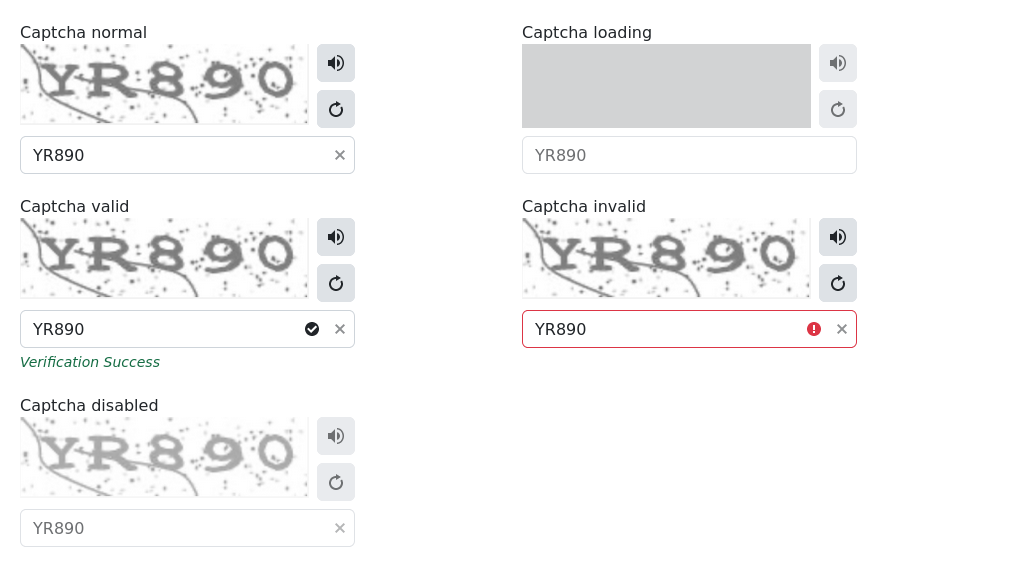 Captcha normal
YR890
YR890
Captcha loading
YR890
Captcha valid
YR890
YR890
Verification Success
Captcha invalid
YR890
YR890
Captcha disabled
YR890
YR890